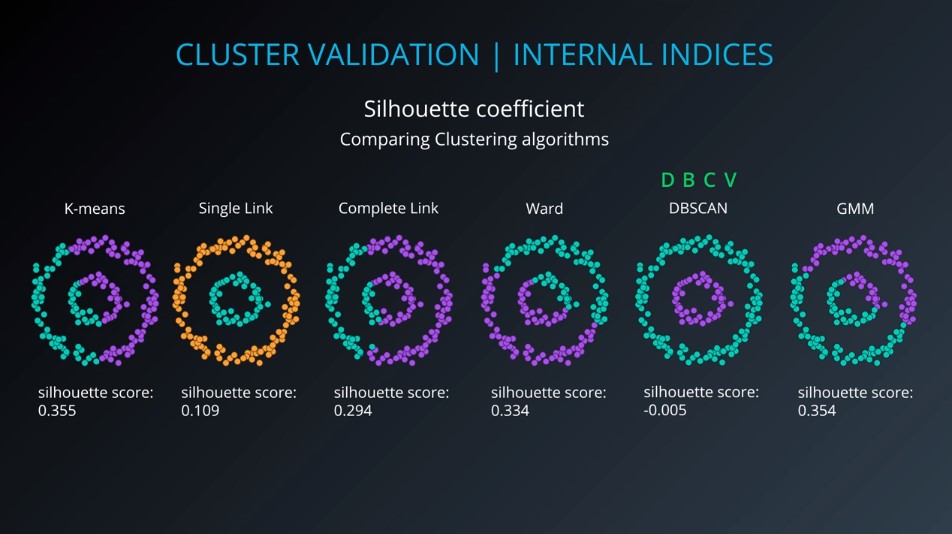 CLUSTER VALIDATION | INTERNAL INDICES
Silhouette coefficient
Comparing Clustering algorithms
D B C V
K-means
Single Link
Complete Link
Ward
DBSCAN
GMM
silhouette score:
0.355
silhouette score:
0.109
silhouette score:
0.294
silhouette score:
0.334
silhouette score:
-0.005
silhouette score:
0.354